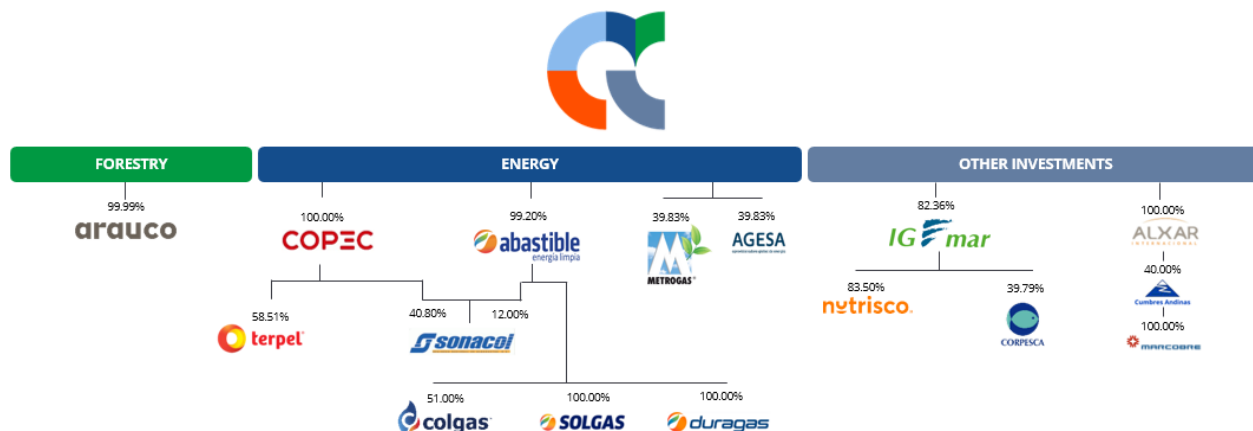 FORESTRY
ENERGY
OTHER INVESTMENTS
99.99%
arauco
100.00%
COPEC
99.20%
abastible
energía limpia
39.83%
METROGAS
39.83%
AGESA
82.36%
IG emar
100.00%
ALXAR
INTERNACIONAL
58.51%
terpel
40.80%
12.00%
sonacol
83.50%
nutrisco.
39.79%
CORPESCA
40.00%
Cumbres Andinas
100.00%
MARCOBRE
51.00%
colgas
100.00%
SOLGAS
100.00%
duragas